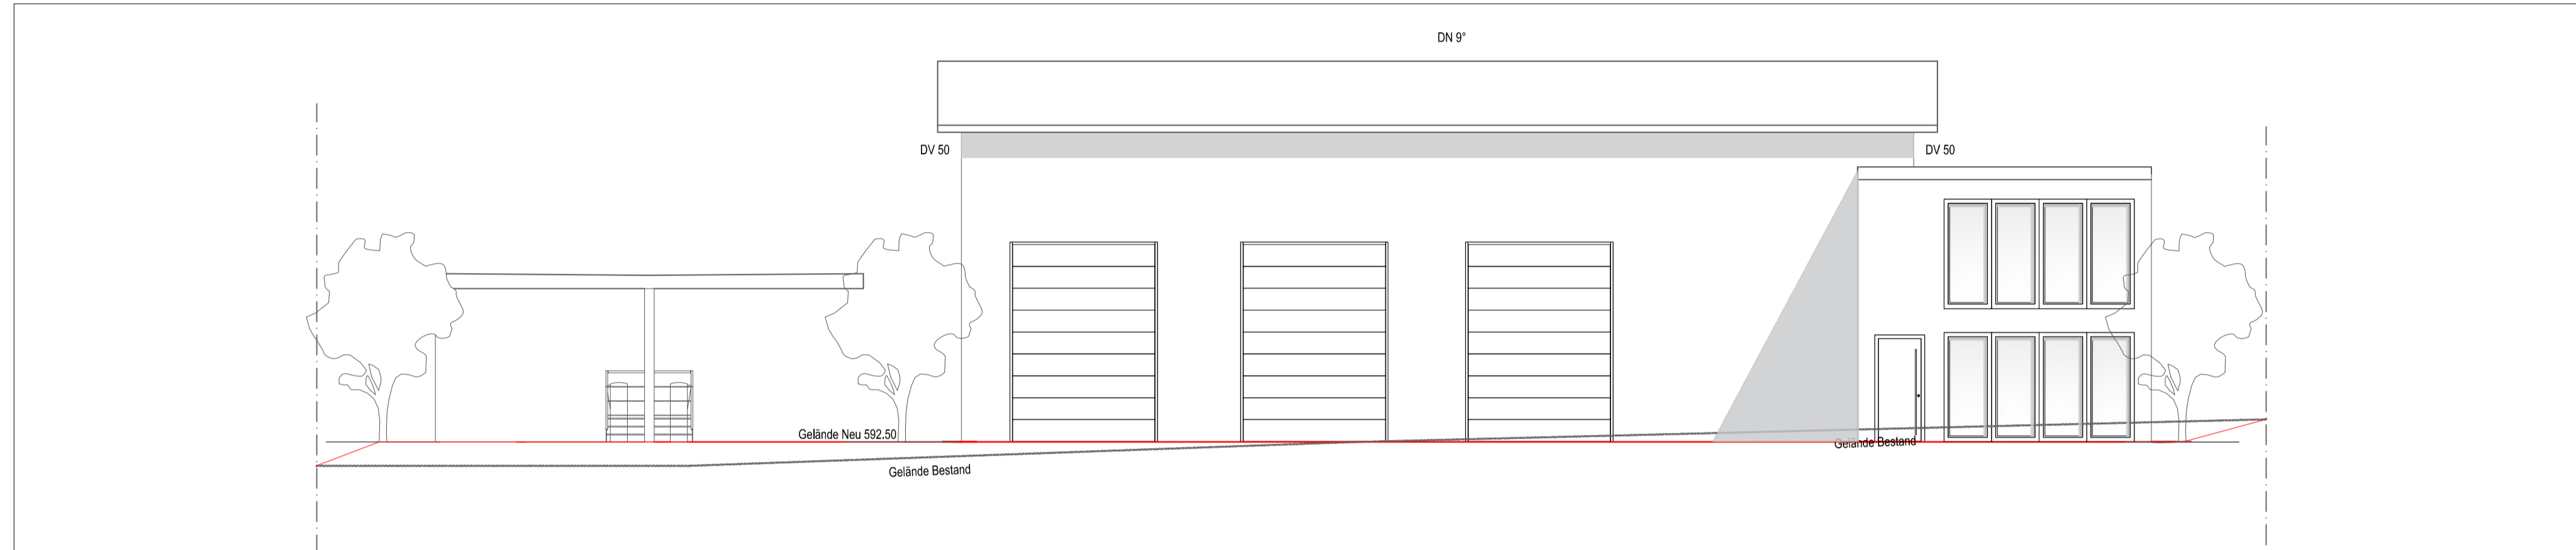 DN 9°
DV 50
DV 50
Gelände Neu 592.50
Gelände Bestand
Gelände Bestand